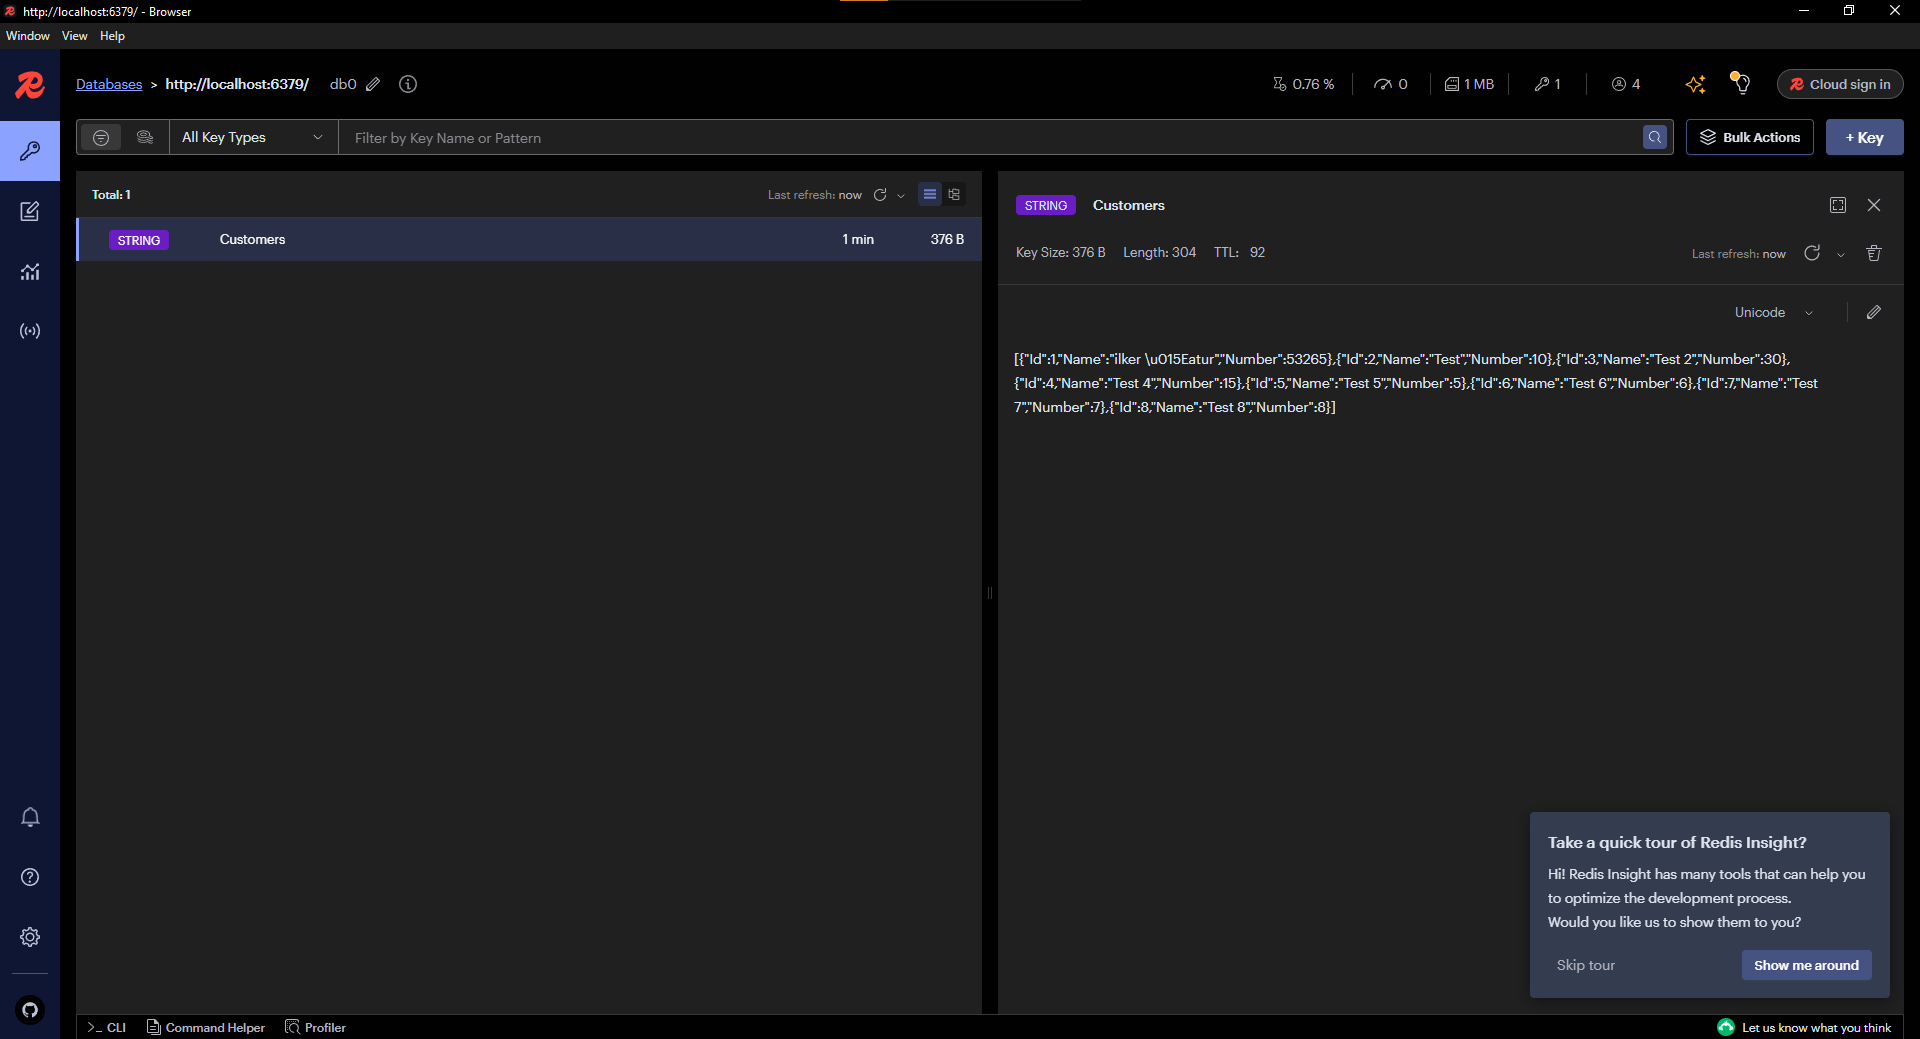 http://localhost:6379/ - Browser
Window View Help
Databases > http://localhost:6379/ db0
0.76 % 0 1 MB 1 4 Cloud sign in
All Key Types Filter by Key Name or Pattern Bulk Actions + Key
Total: 1 Last refresh: now
STRING Customers 1 min 376 B
STRING Customers
Key Size: 376 B Length: 304 TTL: 92 Last refresh: now
Unicode
[{"Id":1,"Name":"ilker \u015Eatur","Number":53265},{"Id":2,"Name":"Test","Number":10},{"Id":3,"Name":"Test 2","Number":30},
{"Id":4,"Name":"Test 4","Number":15},{"Id":5,"Name":"Test 5","Number":5},{"Id":6,"Name":"Test 6","Number":6},{"Id":7,"Name":"Test
7","Number":7},{"Id":8,"Name":"Test 8","Number":8}]
Take a quick tour of Redis Insight?
Hi! Redis Insight has many tools that can help you
to optimize the development process.
Would you like us to show them to you?
Skip tour Show me around
>_ CLI Command Helper Profiler Let us know what you think